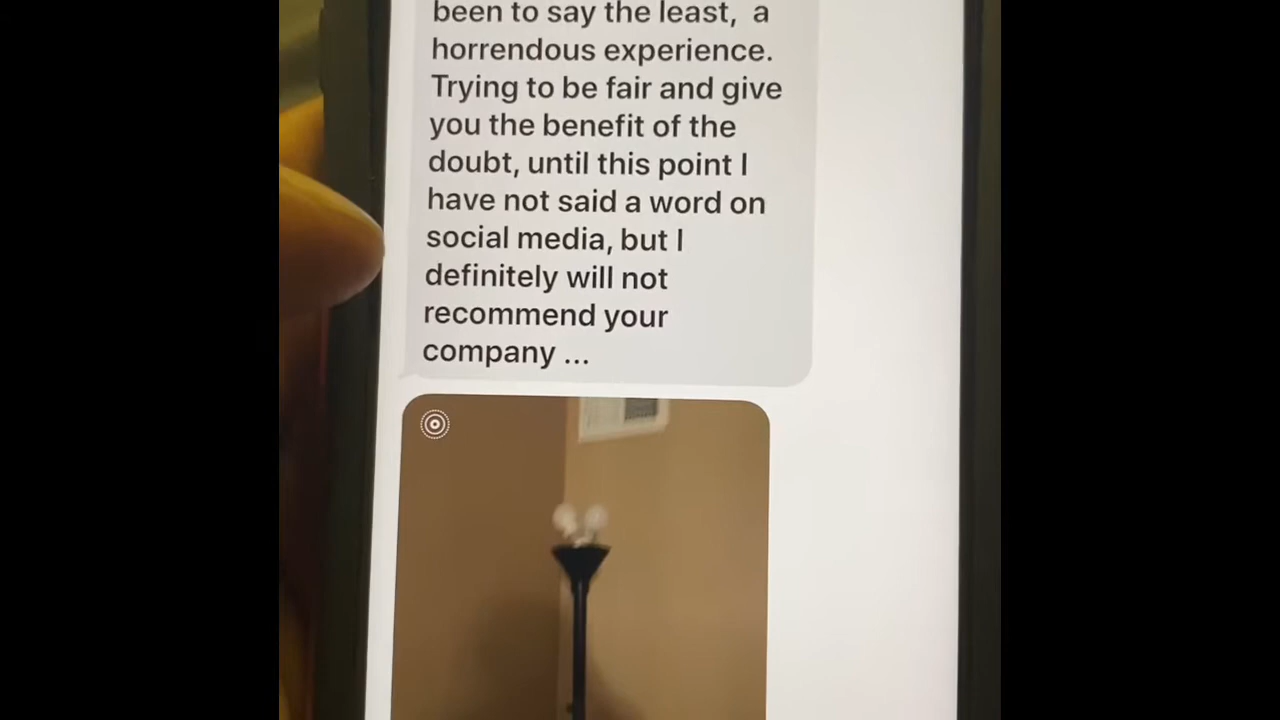 been to say the least,  a
horrendous experience.
Trying to be fair and give
you the benefit of the
doubt, until this point I
have not said a word on
social media, but I
definitely will not
recommend your
company ...